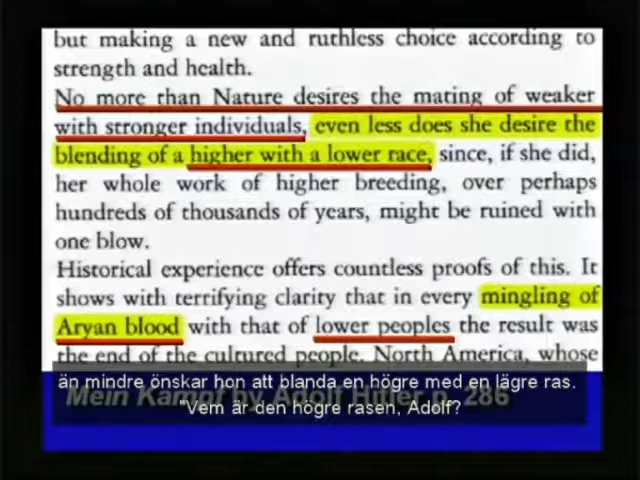 but making a new and ruthless choice according to
strength and health.
No more than Nature desires the mating of weaker
with stronger individuals, even less does she desire the
blending of a higher with a lower race, since, if she did,
her whole work of higher breeding, over perhaps
hundreds of thousands of years, might be ruined with
one blow.
Historical experience offers countless proofs of this. It
shows with terrifying clarity that in every mingling of
Aryan blood with that of lower peoples the result was
the end of the cultured people. North America, whose
än mindre önskar hon att blanda en högre med en lägre ras.
Mein Kampf by Adolf Hitler p. 286
"Vem är den högre rasen, Adolf?